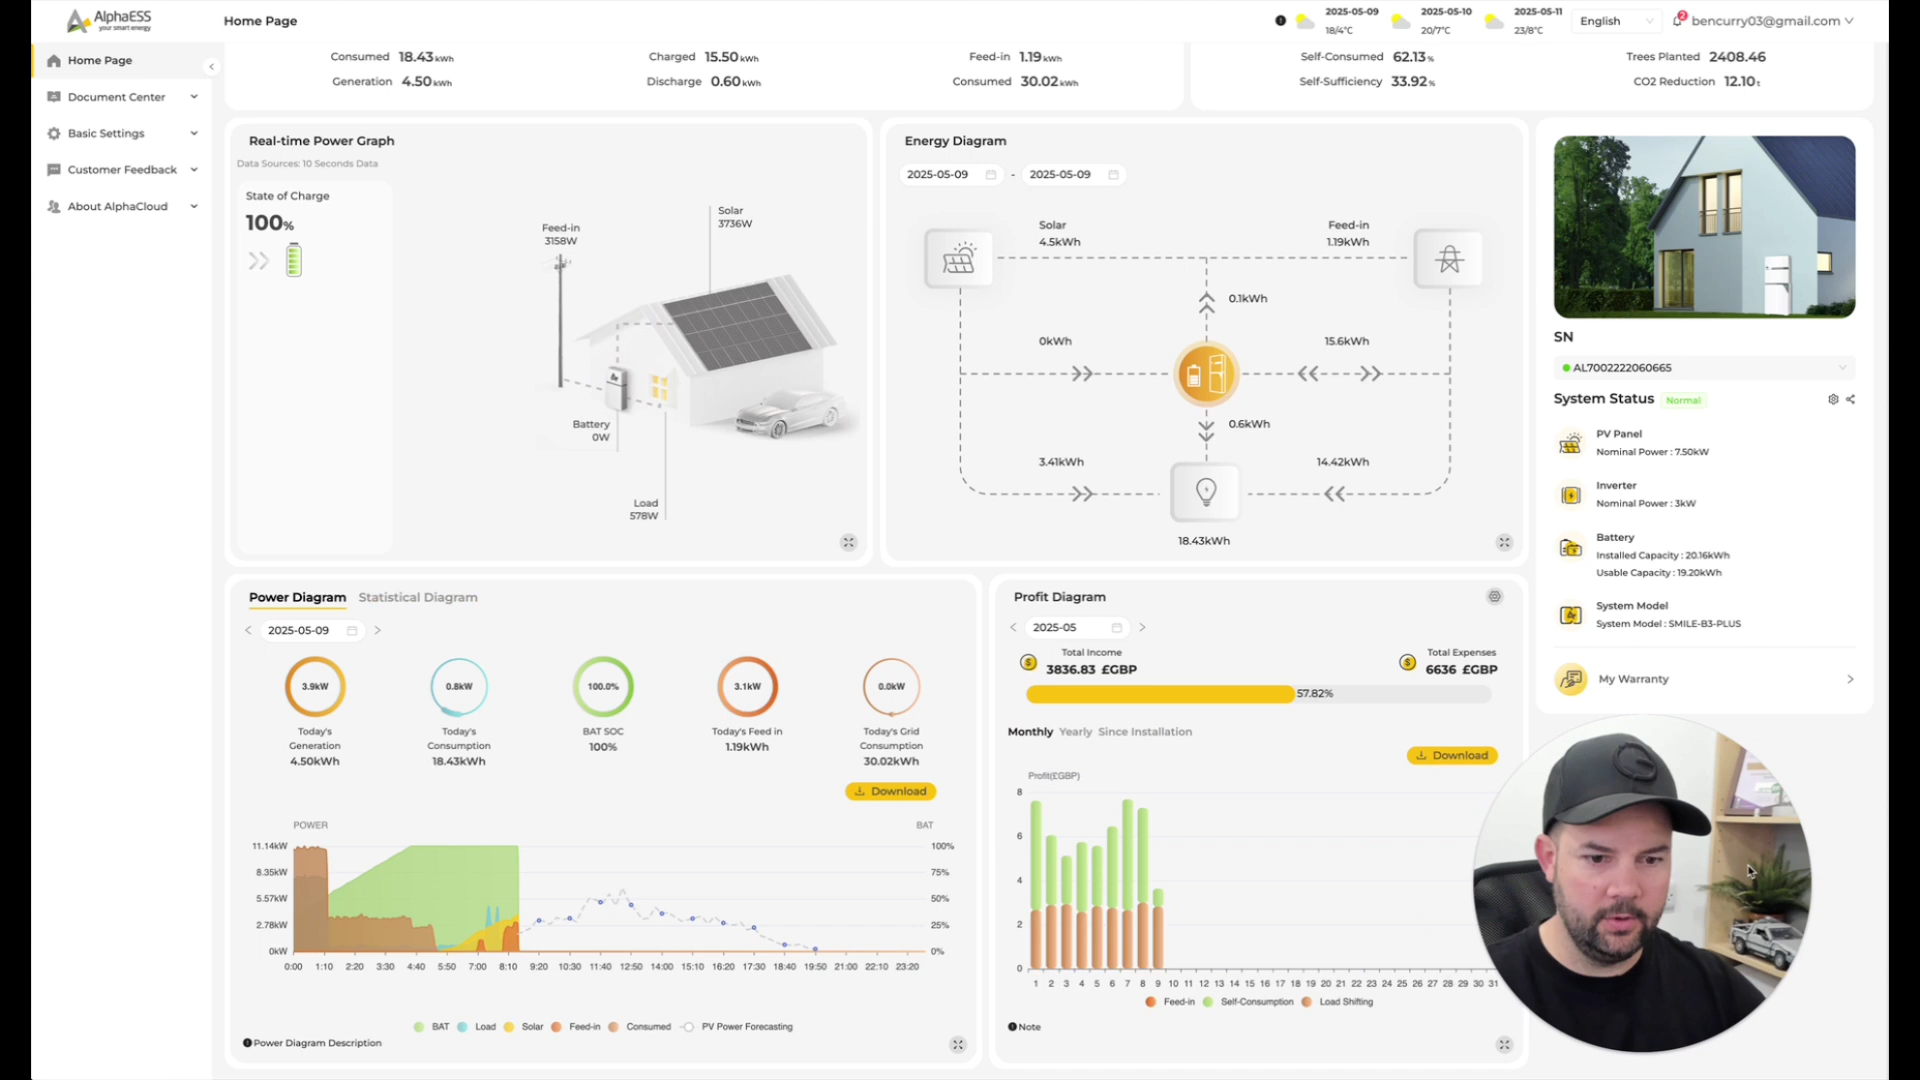 AlphaESS
your smart energy
Home Page
2025-05-09
18/4°C
2025-05-10
20/7°C
2025-05-11
23/8°C
English
2
bencurry03@gmail.com
Home Page
Document Center
Basic Settings
Customer Feedback
About AlphaCloud
Consumed 18.43 kWh
Generation 4.50 kWh
Charged 15.50 kWh
Discharge 0.60 kWh
Feed-in 1.19 kWh
Consumed 30.02 kWh
Self-Consumed 62.13 %
Self-Sufficiency 33.92 %
Trees Planted 2408.46
CO2 Reduction 12.10 t
Real-time Power Graph
Data Sources: 10 Seconds Data
State of Charge
100%
Feed-in
3158W
Solar
3736W
Battery
0W
Load
578W
Energy Diagram
2025-05-09 - 2025-05-09
Solar
4.5kWh
Feed-in
1.19kWh
0.1kWh
0kWh
15.6kWh
0.6kWh
3.41kWh
14.42kWh
18.43kWh
SN
AL7002222060665
System Status Normal
PV Panel
Nominal Power : 7.50kW
Inverter
Nominal Power : 3kW
Battery
Installed Capacity : 20.16kWh
Usable Capacity : 19.20kWh
System Model
System Model : SMILE-B3-PLUS
My Warranty
Power Diagram Statistical Diagram
2025-05-09
3.9kW
Today's
Generation
4.50kWh
0.8kW
Today's
Consumption
18.43kWh
100.0%
BAT SOC
100%
3.1kW
Today's Feed in
1.19kWh
0.0kW
Today's Grid
Consumption
30.02kWh
Download
POWER
BAT
11.14kW
8.35kW
5.57kW
2.78kW
0kW
100%
75%
50%
25%
0%
0:00 1:10 2:20 3:30 4:40 5:50 7:00 8:10 9:20 10:30 11:40 12:50 14:00 15:10 16:20 17:30 18:40 19:50 21:00 22:10 23:20
BAT Load Solar Feed-in Consumed PV Power Forecasting
Power Diagram Description
Profit Diagram
2025-05
Total Income
3836.83 £GBP
Total Expenses
6636 £GBP
57.82%
Monthly Yearly Since Installation
Download
Profit(£GBP)
8
6
4
2
0
1 2 3 4 5 6 7 8 9 10 11 12 13 14 15 16 17 18 19 20 21 22 23 24 25 26 27 28 29 30 31
Feed-in Self-Consumption Load Shifting
Note